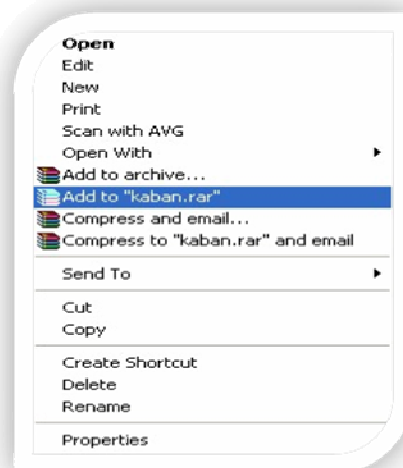 Open
Edit
New
Print
Scan with AVG
Open With
Add to archive...
Add to "kaban.rar"
Compress and email...
Compress to "kaban.rar" and email
Send To
Cut
Copy
Create Shortcut
Delete
Rename
Properties